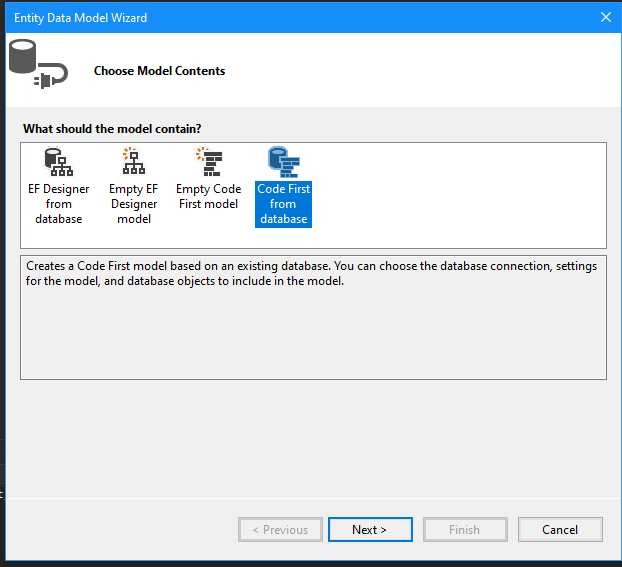 Entity Data Model Wizard
Choose Model Contents
What should the model contain?
EF Designer
from
database
Empty EF
Designer
model
Empty Code
First model
Code First
from
database
Creates a Code First model based on an existing database. You can choose the database connection, settings
for the model, and database objects to include in the model.
< Previous
Next >
Finish
Cancel